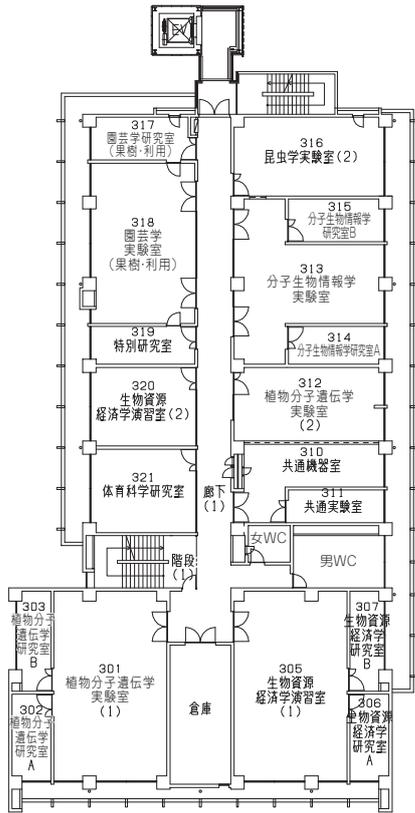 EV
317
園芸学研究室
(果樹・利用)
316
昆虫学実験室(2)
315
分子生物情報学
研究室B
318
園芸学
実験室
(果樹・利用)
313
分子生物情報学
実験室
319
特別研究室
314
分子生物情報学研究室A
320
生物資源
経済学演習室(2)
312
植物分子遺伝学
実験室
(2)
310
共通機器室
321
体育科学研究室
廊下
(1)
311
共通実験室
女WC
階段
(1)
男WC
303
植物分子
遺伝学
研究室
B
307
生物資源
経済学
研究室
B
301
植物分子遺伝学
実験室
(1)
305
生物資源
経済学演習室
(1)
倉庫
302
植物分子
遺伝学
研究室
A
306
生物資源
経済学
研究室
A